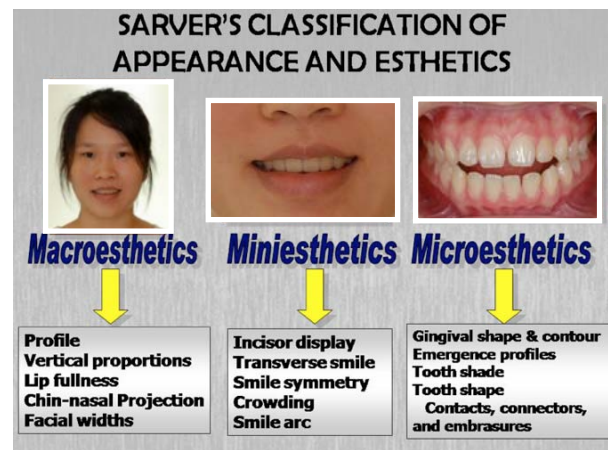 SARVER'S CLASSIFICATION OF
APPEARANCE AND ESTHETICS
Macroesthetics
Miniesthetics
Microesthetics
Profile
Vertical proportions
Lip fullness
Chin-nasal Projection
Facial widths
Incisor display
Transverse smile
Smile symmetry
Crowding
Smile arc
Gingival shape & contour
Emergence profiles
Tooth shade
Tooth shape
Contacts, connectors,
and embrasures